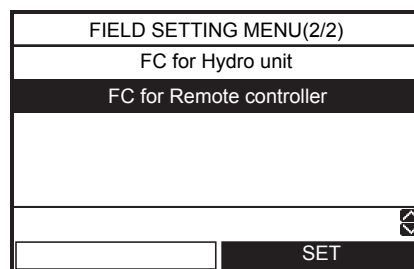 FIELD SETTING MENU(2/2)
FC for Hydro unit
FC for Remote controller
SET